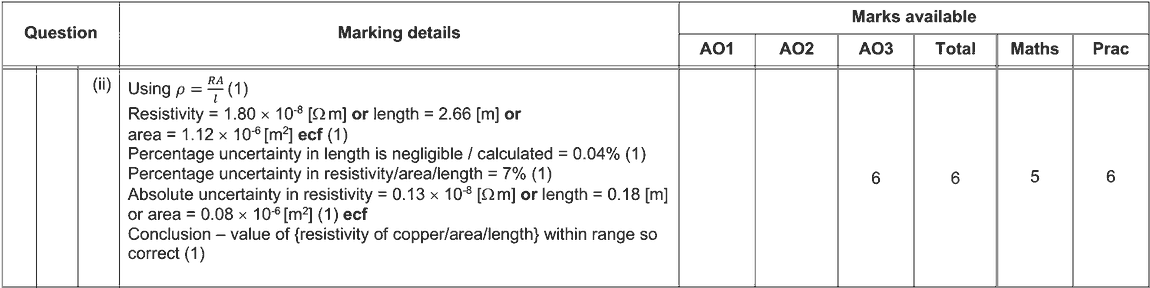 Question Marking details Marks available
AO1 AO2 AO3 Total Maths Prac
(ii) Using ρ = RA/l (1)
Resistivity = 1.80 × 10⁻⁸ [Ω m] or length = 2.66 [m] or
area = 1.12 × 10⁻⁶ [m²] ecf (1)
Percentage uncertainty in length is negligible / calculated = 0.04% (1)
Percentage uncertainty in resistivity/area/length = 7% (1)
Absolute uncertainty in resistivity = 0.13 × 10⁻⁸ [Ω m] or length = 0.18 [m]
or area = 0.08 × 10⁻⁶ [m²] (1) ecf
Conclusion – value of {resistivity of copper/area/length} within range so
correct (1)
6 6 5 6